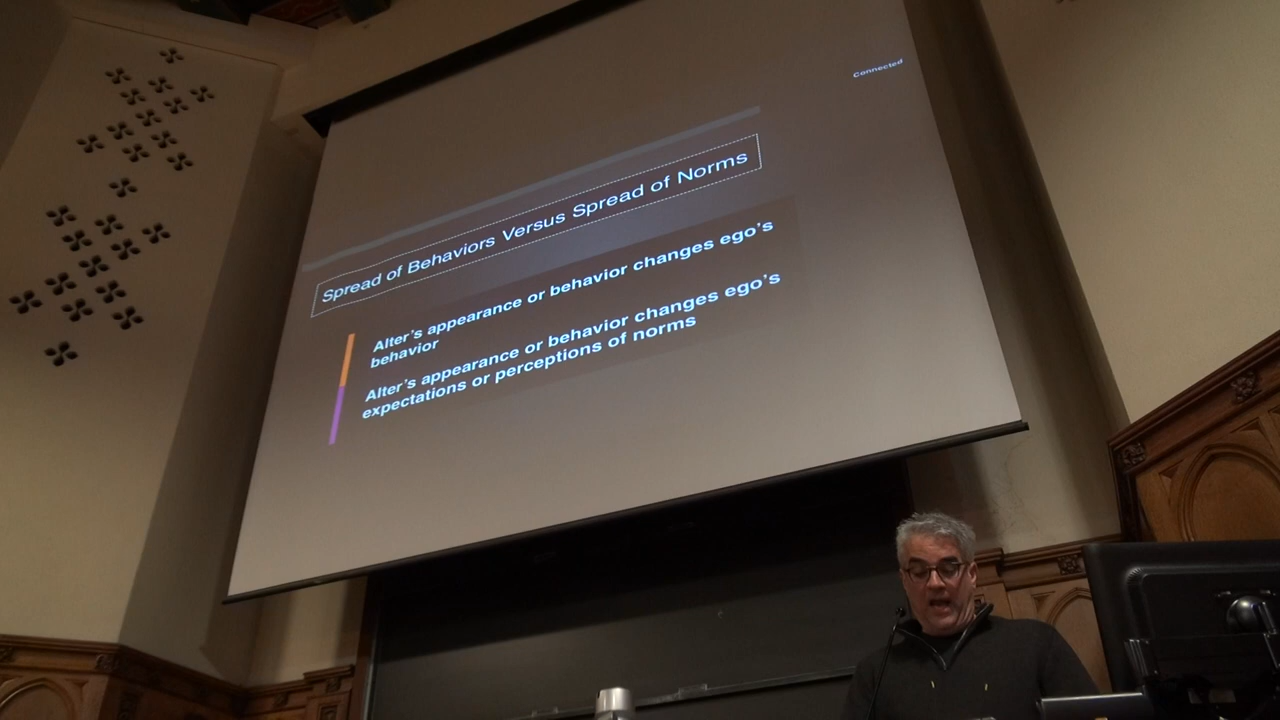 Connected
Spread of Behaviors Versus Spread of Norms
Alter's appearance or behavior changes ego's
behavior
Alter's appearance or behavior changes ego's
expectations or perceptions of norms